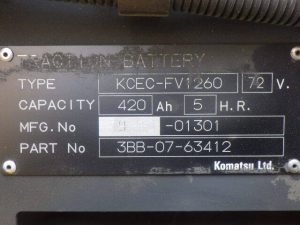 TRACTION BATTERY
TYPE KCEC-FV1260 72 V.
CAPACITY 420 Ah 5 H.R.
MFG.No -01301
PART No 3BB-07-63412
Komatsu Ltd.